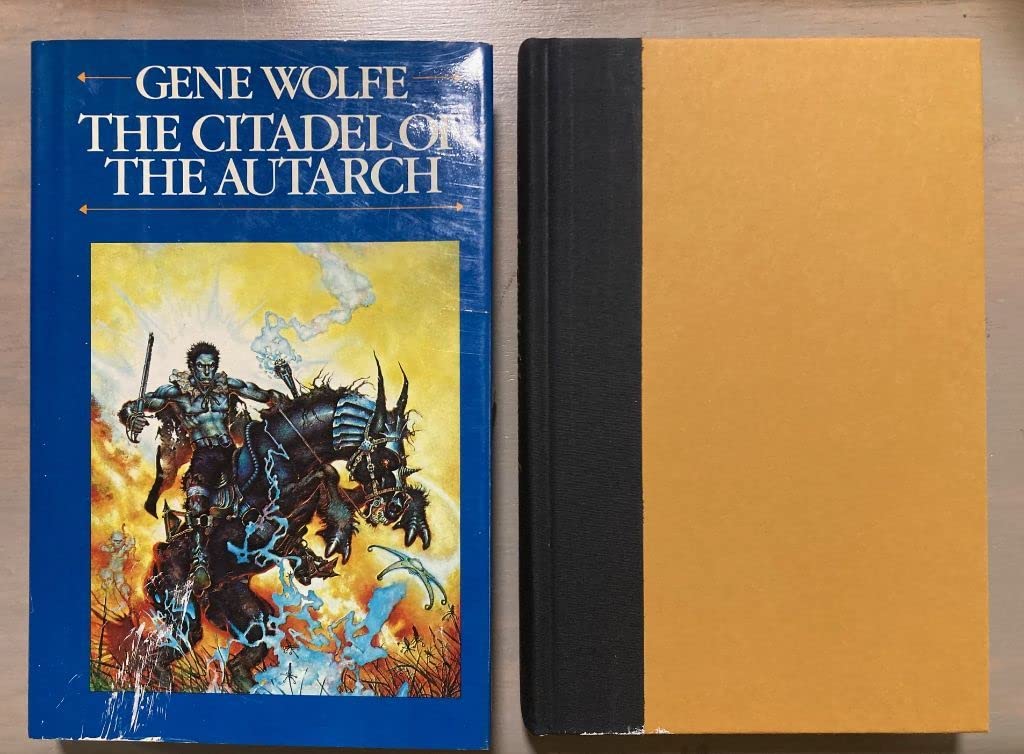 GENE WOLFE
THE CITADEL OF
THE AUTARCH